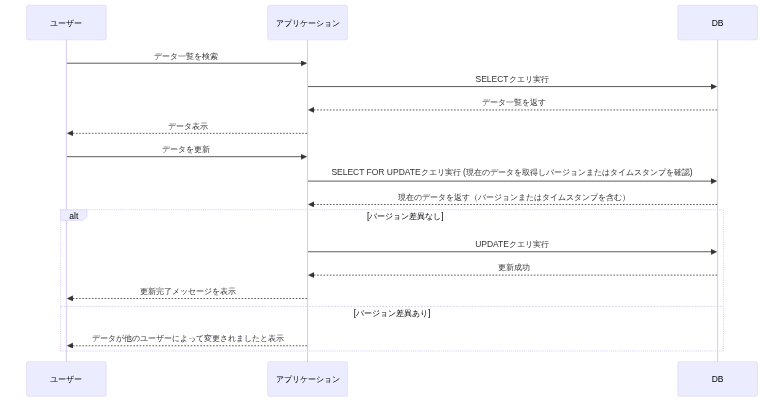 ユーザー
アプリケーション
DB
データ一覧を検索
SELECTクエリ実行
データ一覧を返す
データ表示
データを更新
SELECT FOR UPDATEクエリ実行 (現在のデータを取得しバージョンまたはタイムスタンプを確認)
現在のデータを返す（バージョンまたはタイムスタンプを含む）
alt
[バージョン差異なし]
UPDATEクエリ実行
更新成功
更新完了メッセージを表示
[バージョン差異あり]
データが他のユーザーによって変更されましたと表示
ユーザー
アプリケーション
DB